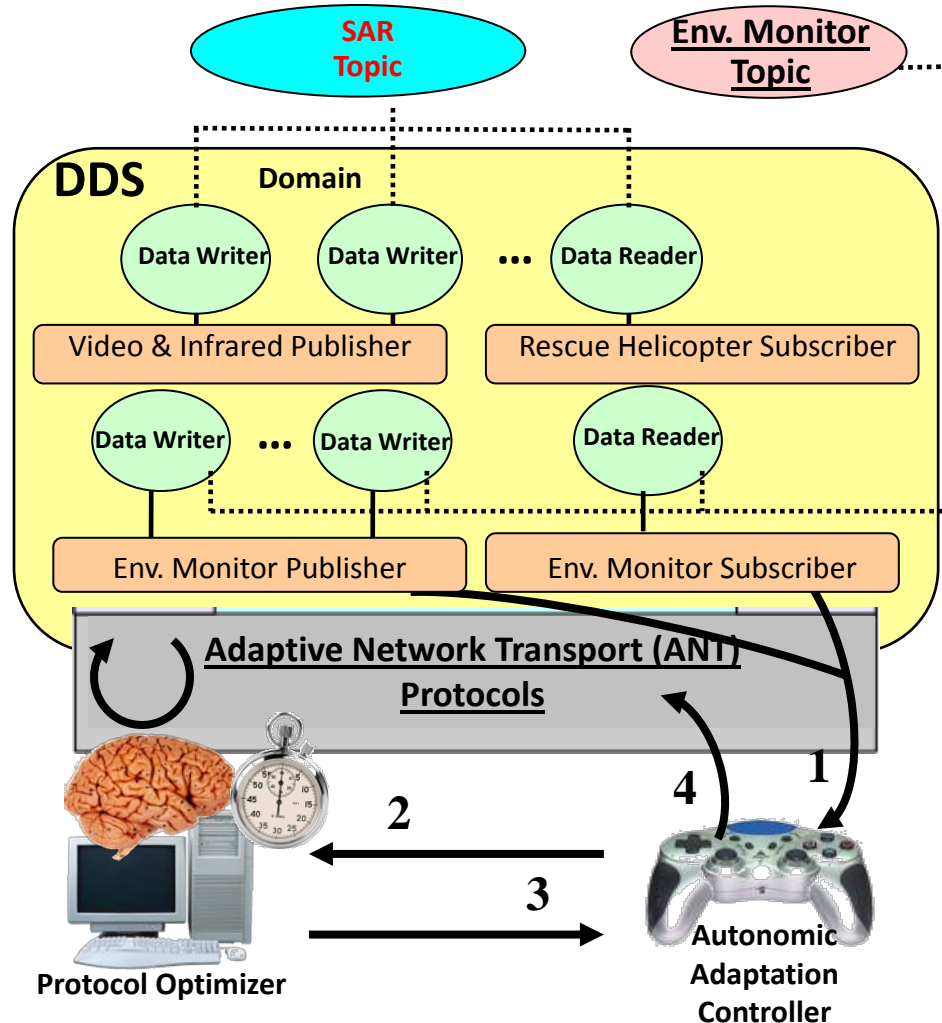 SAR
Topic
Env. Monitor
Topic
DDS
Domain
Data Writer
Data Writer
...
Data Reader
Video & Infrared Publisher
Rescue Helicopter Subscriber
Data Writer
...
Data Writer
Data Reader
Env. Monitor Publisher
Env. Monitor Subscriber
Adaptive Network Transport (ANT)
Protocols
1
4
2
3
Protocol Optimizer
Autonomic
Adaptation
Controller